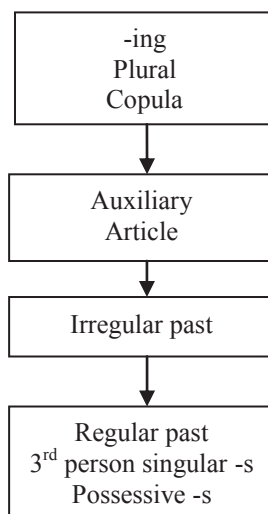 -ing
Plural
Copula
Auxiliary
Article
Irregular past
Regular past
3rd person singular -s
Possessive -s